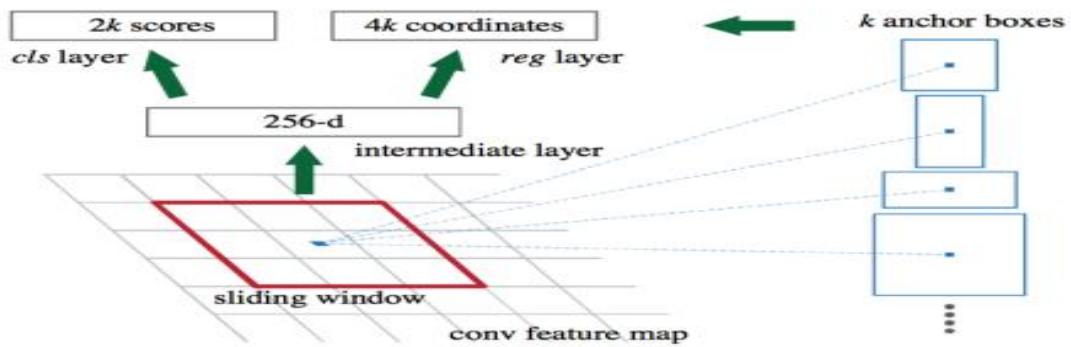 2k scores
4k coordinates
k anchor boxes
cls layer
reg layer
256-d
intermediate layer
sliding window
conv feature map